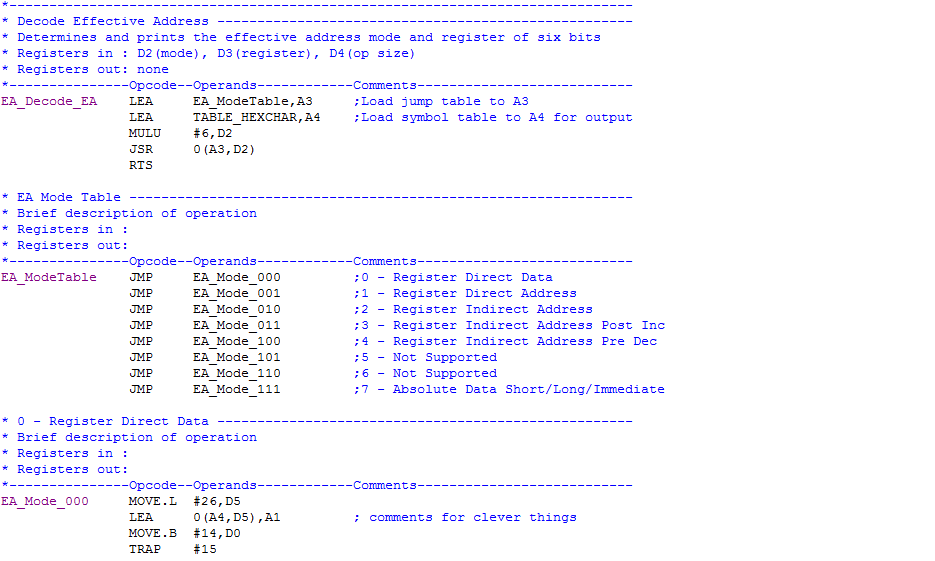 *------------------------------------------------------------------------------
* Decode Effective Address ----------------------------------------------------
* Determines and prints the effective address mode and register of six bits
* Registers in : D2(mode), D3(register), D4(op size)
* Registers out: none
*---------------Opcode--Operands------------Comments---------------------------
EA_Decode_EA    LEA     EA_ModeTable,A3     ;Load jump table to A3
                LEA     TABLE_HEXCHAR,A4    ;Load symbol table to A4 for output
                MULU    #6,D2
                JSR     0(A3,D2)
                RTS
* EA Mode Table ---------------------------------------------------------------
* Brief description of operation
* Registers in :
* Registers out:
*---------------Opcode--Operands------------Comments---------------------------
EA_ModeTable    JMP     EA_Mode_000         ;0 - Register Direct Data
                JMP     EA_Mode_001         ;1 - Register Direct Address
                JMP     EA_Mode_010         ;2 - Register Indirect Address
                JMP     EA_Mode_011         ;3 - Register Indirect Address Post Inc
                JMP     EA_Mode_100         ;4 - Register Indirect Address Pre Dec
                JMP     EA_Mode_101         ;5 - Not Supported
                JMP     EA_Mode_110         ;6 - Not Supported
                JMP     EA_Mode_111         ;7 - Absolute Data Short/Long/Immediate
* 0 - Register Direct Data ----------------------------------------------------
* Brief description of operation
* Registers in :
* Registers out:
*---------------Opcode--Operands------------Comments---------------------------
EA_Mode_000     MOVE.L  #26,D5
                LEA     0(A4,D5),A1         ; comments for clever things
                MOVE.B  #14,D0
                TRAP    #15